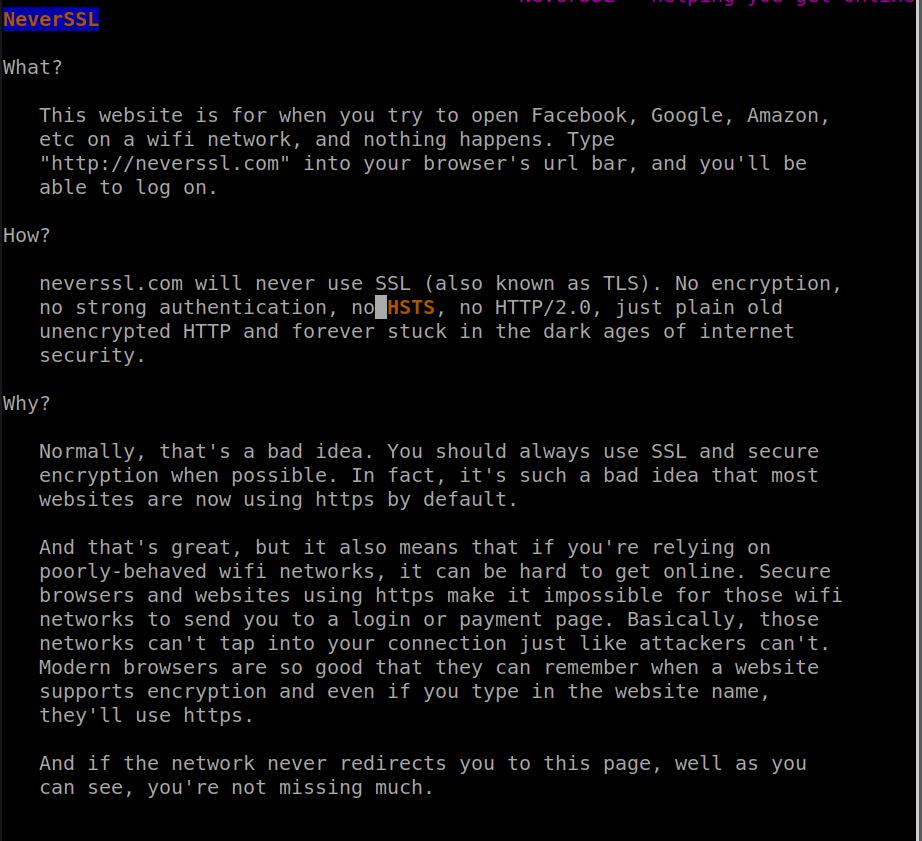 NeverSSL - helping you get online
NeverSSL
What?
This website is for when you try to open Facebook, Google, Amazon,
etc on a wifi network, and nothing happens. Type
"http://neverssl.com" into your browser's url bar, and you'll be
able to log on.
How?
neverssl.com will never use SSL (also known as TLS). No encryption,
no strong authentication, no HSTS, no HTTP/2.0, just plain old
unencrypted HTTP and forever stuck in the dark ages of internet
security.
Why?
Normally, that's a bad idea. You should always use SSL and secure
encryption when possible. In fact, it's such a bad idea that most
websites are now using https by default.
And that's great, but it also means that if you're relying on
poorly-behaved wifi networks, it can be hard to get online. Secure
browsers and websites using https make it impossible for those wifi
networks to send you to a login or payment page. Basically, those
networks can't tap into your connection just like attackers can't.
Modern browsers are so good that they can remember when a website
supports encryption and even if you type in the website name,
they'll use https.
And if the network never redirects you to this page, well as you
can see, you're not missing much.